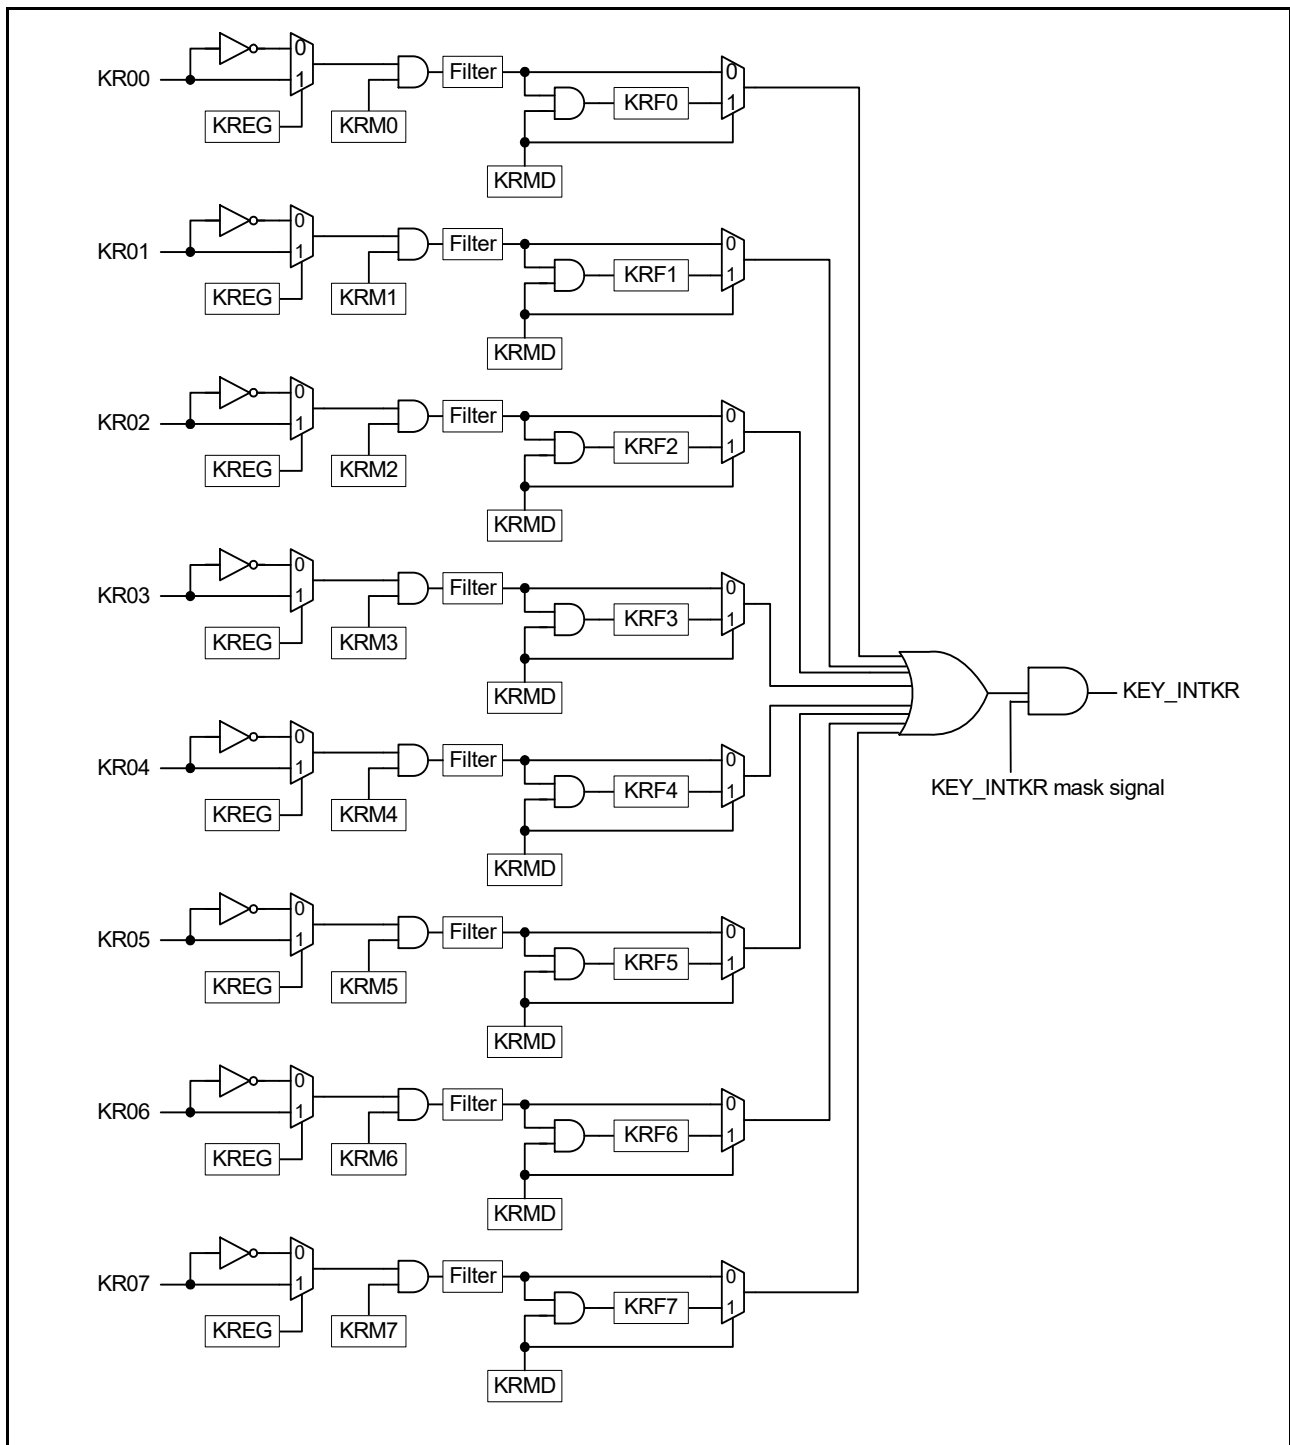 0
KR00
1
Filter
0
KREG
KRM0
KRF0
1
KRMD
0
KR01
1
Filter
0
KREG
KRM1
KRF1
1
KRMD
0
KR02
1
Filter
0
KREG
KRM2
KRF2
1
KRMD
0
KR03
1
Filter
0
KREG
KRM3
KRF3
1
KRMD
KEY_INTKR
KEY_INTKR mask signal
0
KR04
1
Filter
0
KREG
KRM4
KRF4
1
KRMD
0
KR05
1
Filter
0
KREG
KRM5
KRF5
1
KRMD
0
KR06
1
Filter
0
KREG
KRM6
KRF6
1
KRMD
0
KR07
1
Filter
0
KREG
KRM7
KRF7
1
KRMD